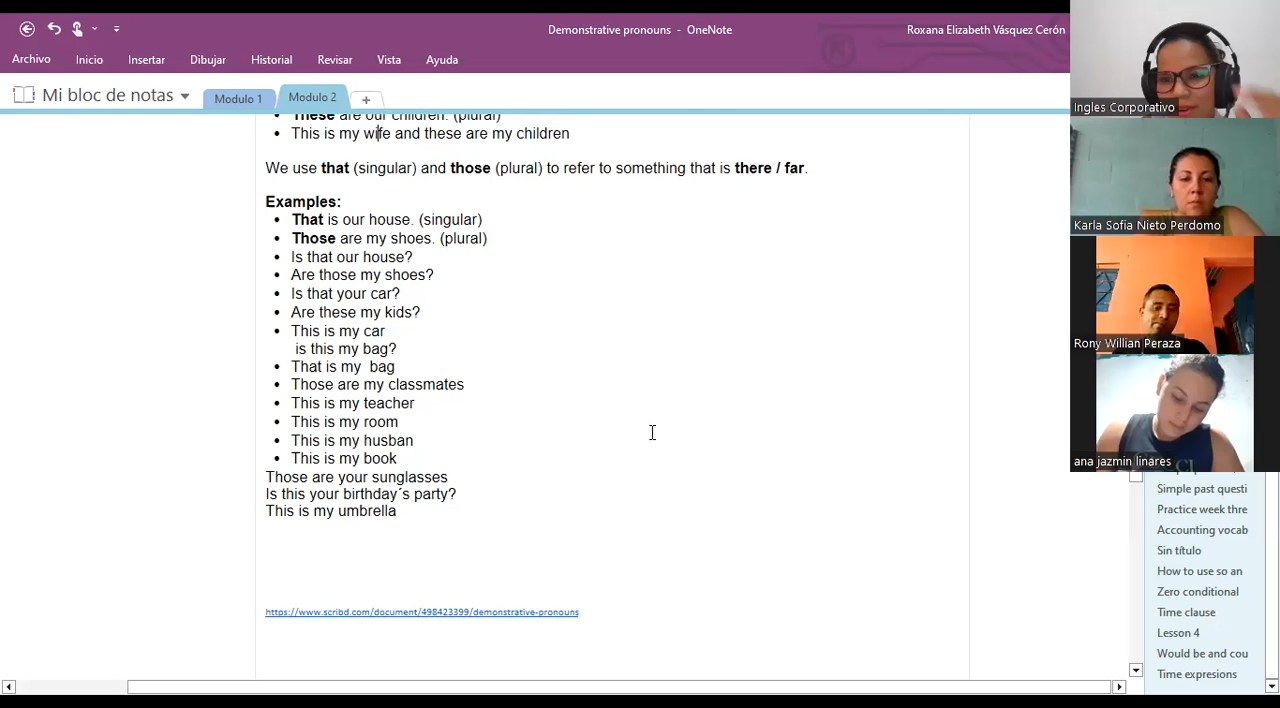 Demonstrative pronouns - OneNote
Roxana Elizabeth Vásquez Cerón
Archivo Inicio Insertar Dibujar Historial Revisar Vista Ayuda
Mi bloc de notas Modulo 1 Modulo 2 +
These are our children. (plural)
This is my wife and these are my children
We use that (singular) and those (plural) to refer to something that is there / far.
Examples:
That is our house. (singular)
Those are my shoes. (plural)
Is that our house?
Are those my shoes?
Is that your car?
Are these my kids?
This is my car
is this my bag?
That is my bag
Those are my classmates
This is my teacher
This is my room
This is my husban
This is my book
Those are your sunglasses
Is this your birthday´s party?
This is my umbrella
https://www.scribd.com/document/498423399/demonstrative-pronouns
Ingles Corporativo
Karla Sofia Nieto Perdomo
Rony Willian Peraza
ana jazmin linares
Simple past questi
Practice week thre
Accounting vocab
Sin título
How to use so an
Zero conditional
Time clause
Lesson 4
Would be and cou
Time expresions